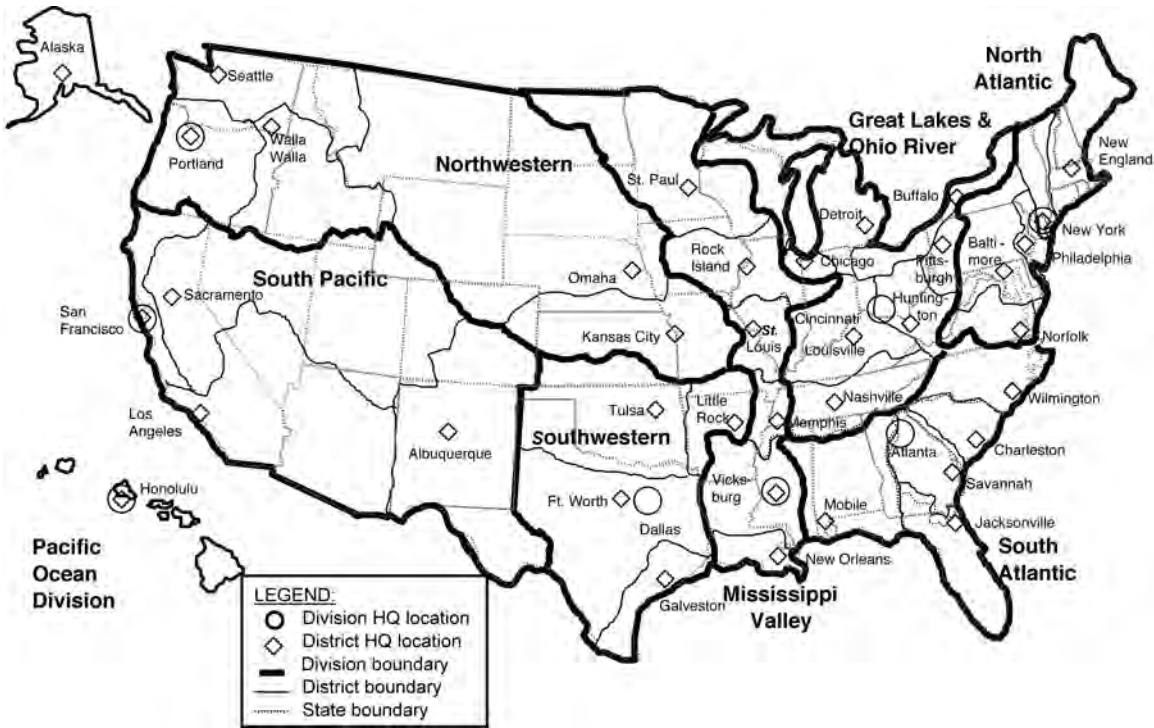 Alaska
Seattle
Walla
Walla
Portland
Northwestern
St. Paul
North
Atlantic
Great Lakes &
Ohio River
New
England
Buffalo
Detroit
New York
Philadelphia
Balti -
more
Pitts-
burgh
Chicago
Rock
Island
Omaha
South Pacific
Sacramento
San
Francisco
Kansas City
St.
Louis
Cincinnati
Hunting-
ton
Louisville
Norfolk
Los
Angeles
Albuquerque
Tulsa
Southwestern
Little
Rock
Memphis
Nashville
Wilmington
Atlanta
Charleston
Savannah
Honolulu
Ft. Worth
Dallas
Vicks-
burg
Mobile
Jacksonville
South
Atlantic
New Orleans
Galveston
Mississippi
Valley
Pacific
Ocean
Division
LEGEND:
Division HQ location
District HQ location
Division boundary
District boundary
State boundary